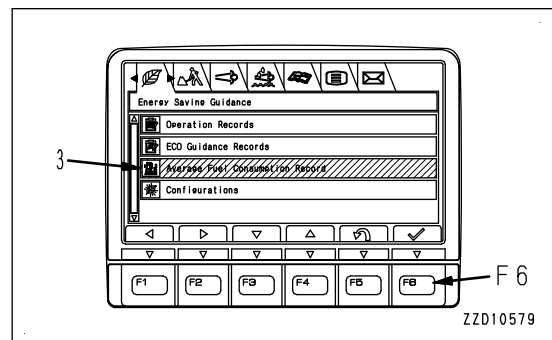 Energy Saving Guidance
Operation Records
ECO Guidance Records
3
Average Fuel Consumption Record
Configurations
F1 F2 F3 F4 F5 F6
F6
ZZD10579